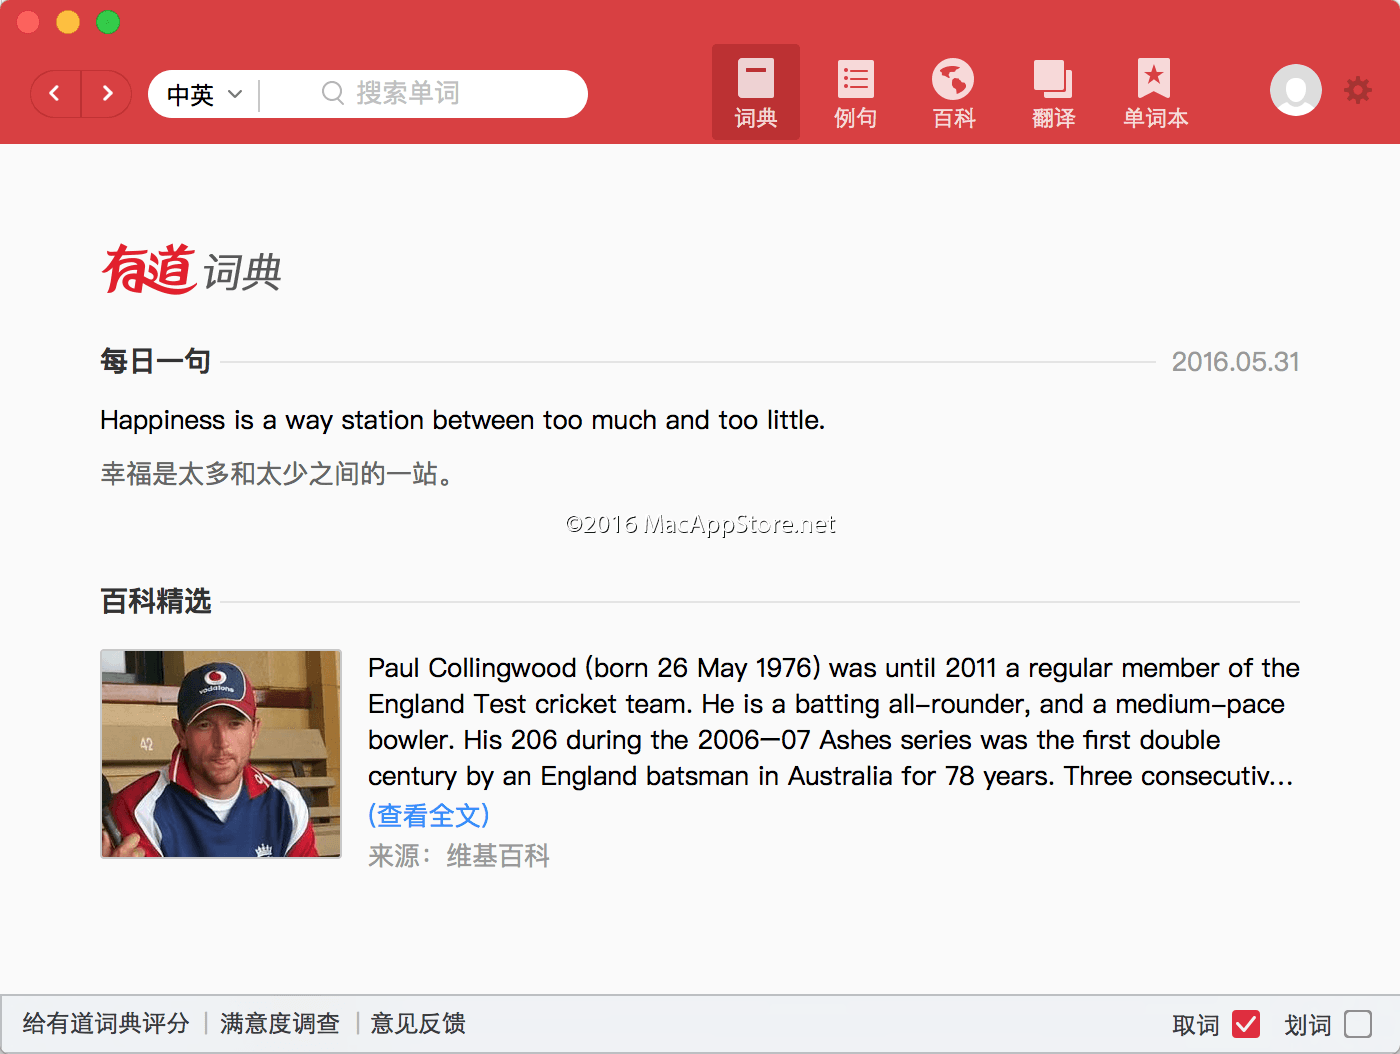 中英
搜索单词
词典
例句
百科
翻译
单词本
有道 词典
每日一句
2016.05.31
Happiness is a way station between too much and too little.
幸福是太多和太少之间的一站。
©2016 MacAppStore.net
百科精选
vodafone
42
Paul Collingwood (born 26 May 1976) was until 2011 a regular member of the
England Test cricket team. He is a batting all-rounder, and a medium-pace
bowler. His 206 during the 2006–07 Ashes series was the first double
century by an England batsman in Australia for 78 years. Three consecutiv...
(查看全文)
来源：维基百科
给有道词典评分 | 满意度调查 | 意见反馈
取词
划词